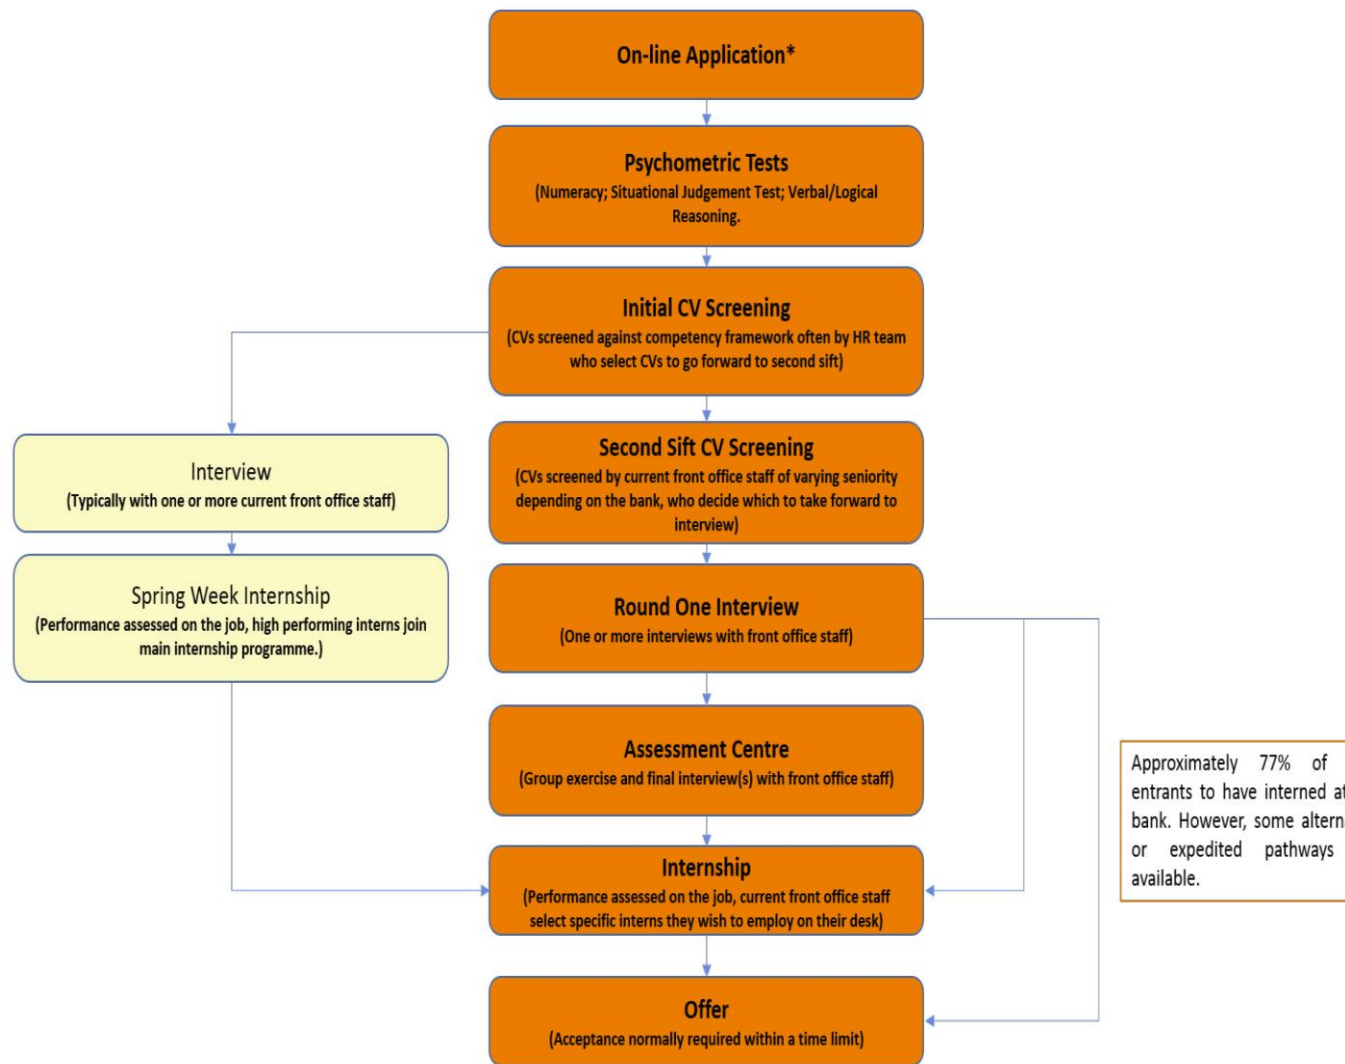 On-line Application*
Psychometric Tests
(Numeracy; Situational Judgement Test; Verbal/Logical
Reasoning.
Initial CV Screening
(CVs screened against competency framework often by HR team
who select CVs to go forward to second sift)
Interview
(Typically with one or more current front office staff)
Spring Week Internship
(Performance assessed on the job, high performing interns join
main internship programme.)
Second Sift CV Screening
(CVs screened by current front office staff of varying seniority
depending on the bank, who decide which to take forward to
interview)
Round One Interview
(One or more interviews with front office staff)
Assessment Centre
(Group exercise and final interview(s) with front office staff)
Internship
(Performance assessed on the job, current front office staff
select specific interns they wish to employ on their desk)
Offer
(Acceptance normally required within a time limit)
Approximately 77% of
entrants to have interned at
bank. However, some alterna
or expedited pathways
available.